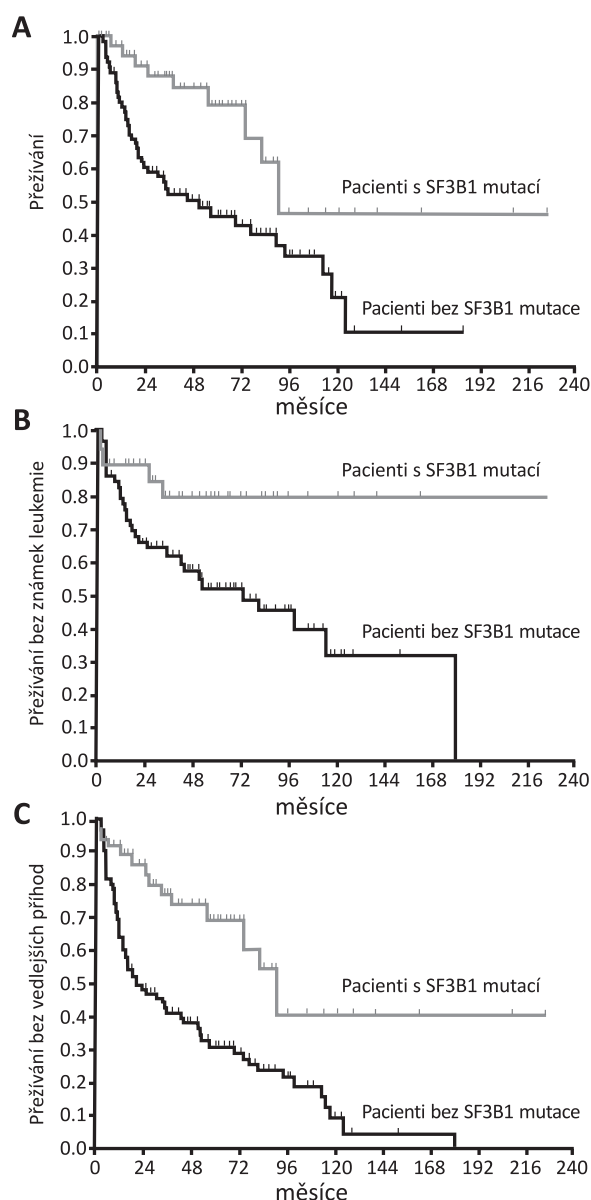 A
Přežívání
1.0
0.9
0.8
0.7
0.6
0.5
0.4
0.3
0.2
0.1
0.0
Pacienti s SF3B1 mutací
Pacienti bez SF3B1 mutace
0 24 48 72 96 120 144 168 192 216 240
měsíce
B
Přežívání bez známek leukemie
1.0
0.9
0.8
0.7
0.6
0.5
0.4
0.3
0.2
0.1
0.0
Pacienti s SF3B1 mutací
Pacienti bez SF3B1 mutace
0 24 48 72 96 120 144 168 192 216 240
měsíce
C
Přežívání bez vedlejších příhod
1.0
0.9
0.8
0.7
0.6
0.5
0.4
0.3
0.2
0.1
0.0
Pacienti s SF3B1 mutací
Pacienti bez SF3B1 mutace
0 24 48 72 96 120 144 168 192 216 240
měsíce